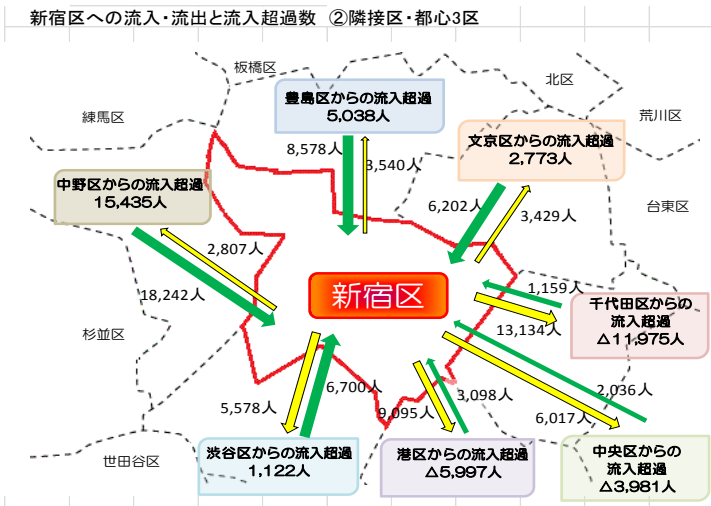 新宿区への流入・流出と流入超過数 ②隣接区・都心3区
板橋区
北区
練馬区
荒川区
豊島区からの流入超過
5,038人
文京区からの流入超過
2,773人
8,578人
3,540人
中野区からの流入超過
15,435人
6,202人
3,429人
台東区
2,807人
18,242人
新宿区
1,159人
13,134人
千代田区からの
流入超過
△11,975人
杉並区
5,578人
6,700人
9,095人
3,098人
2,036人
6,017人
世田谷区
渋谷区からの流入超過
1,122人
港区からの流入超過
△5,997人
中央区からの
流入超過
△3,981人